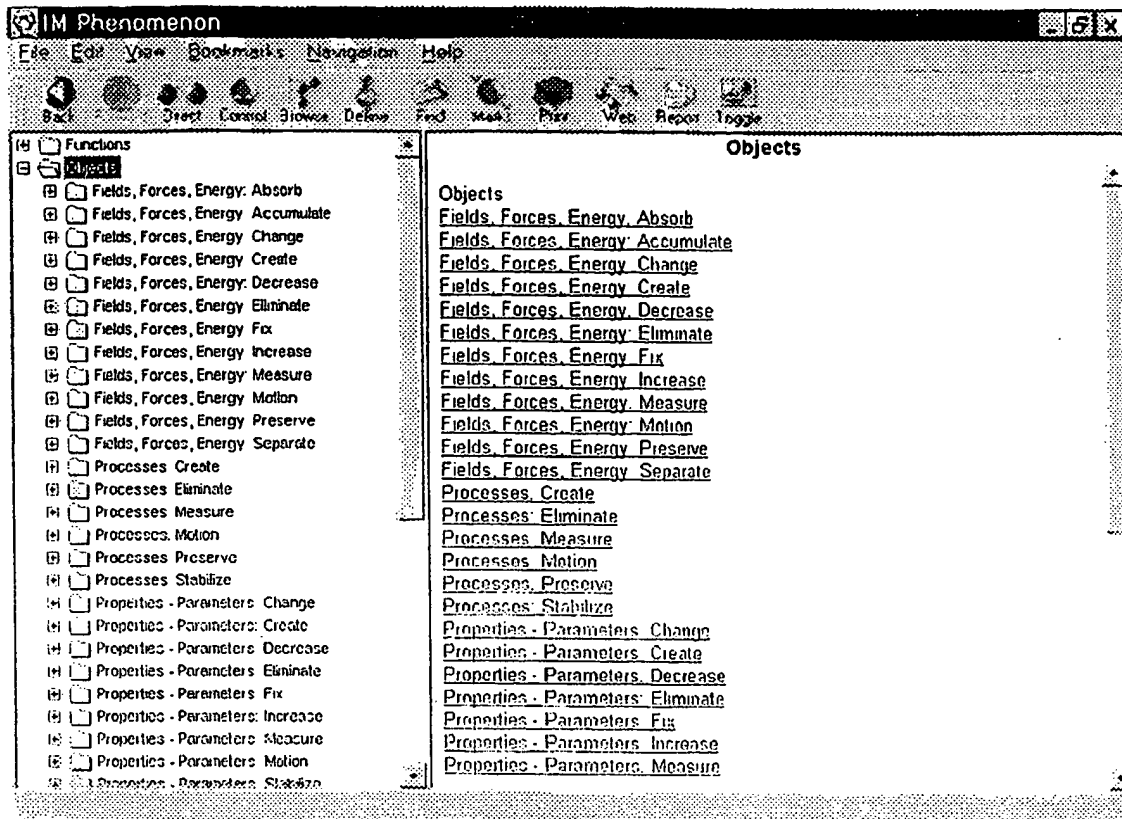 IM Phenomenon
File Edit View Bookmarks Navigation Help
Back Direct Control Browse Define Find Prev Web Report Toggle
Functions
Objects
Fields, Forces, Energy: Absorb
Fields, Forces, Energy Accumulate
Fields, Forces, Energy Change
Fields, Forces, Energy Create
Fields, Forces, Energy: Decrease
Fields, Forces, Energy Eliminate
Fields, Forces, Energy Fix
Fields, Forces, Energy Increase
Fields, Forces, Energy: Measure
Fields, Forces, Energy Motion
Fields, Forces, Energy Preserve
Fields, Forces, Energy Separate
Processes Create
Processes Eliminate
Processes Measure
Processes. Motion
Processes Preserve
Processes Stabilize
Properties - Parameters Change
Properties - Parameters: Create
Properties - Parameters Decrease
Properties - Parameters Eliminate
Properties - Parameters Fix
Properties - Parameters: Increase
Properties - Parameters Measure
Properties - Parameters Motion
Properties - Parameters Stabilize
Objects
Objects
Fields, Forces, Energy, Absorb
Fields, Forces, Energy: Accumulate
Fields, Forces, Energy Change
Fields, Forces, Energy Create
Fields, Forces, Energy, Decrease
Fields, Forces, Energy: Eliminate
Fields, Forces, Energy Fix
Fields, Forces, Energy Increase
Fields, Forces, Energy. Measure
Fields, Forces, Energy: Motion
Fields, Forces, Energy Preserve
Fields, Forces, Energy Separate
Processes, Create
Processes: Eliminate
Processes Measure
Processes Motion
Processes, Preserve
Processes: Stabilize
Properties - Parameters Change
Properties - Parameters Create
Properties - Parameters, Decrease
Properties - Parameters: Eliminate
Properties - Parameters Fix
Properties - Parameters Increase
Properties - Parameters, Measure